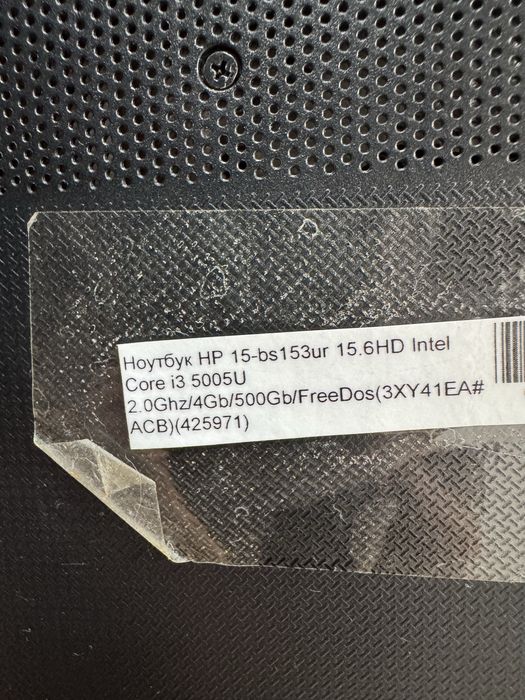 Ноутбук HP 15-bs153ur 15.6HD Intel
Core i3 5005U
2.0Ghz/4Gb/500Gb/FreeDos(3XY41EA#
ACB)(425971)